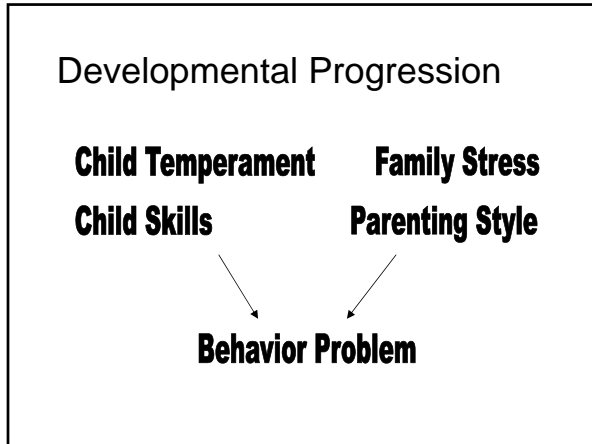 Developmental Progression
Child Temperament
Child Skills
Family Stress
Parenting Style
Behavior Problem